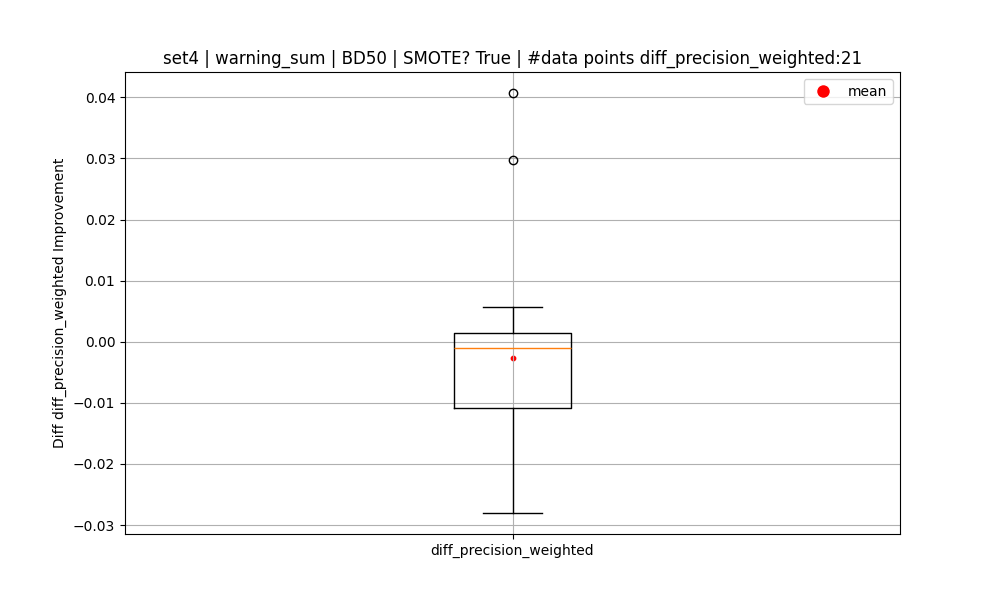 set4 | warning_sum | BD50 | SMOTE? True | #data points diff_precision_weighted:21
mean
Diff diff_precision_weighted Improvement
0.04
0.03
0.02
0.01
0.00
−0.01
−0.02
−0.03
diff_precision_weighted